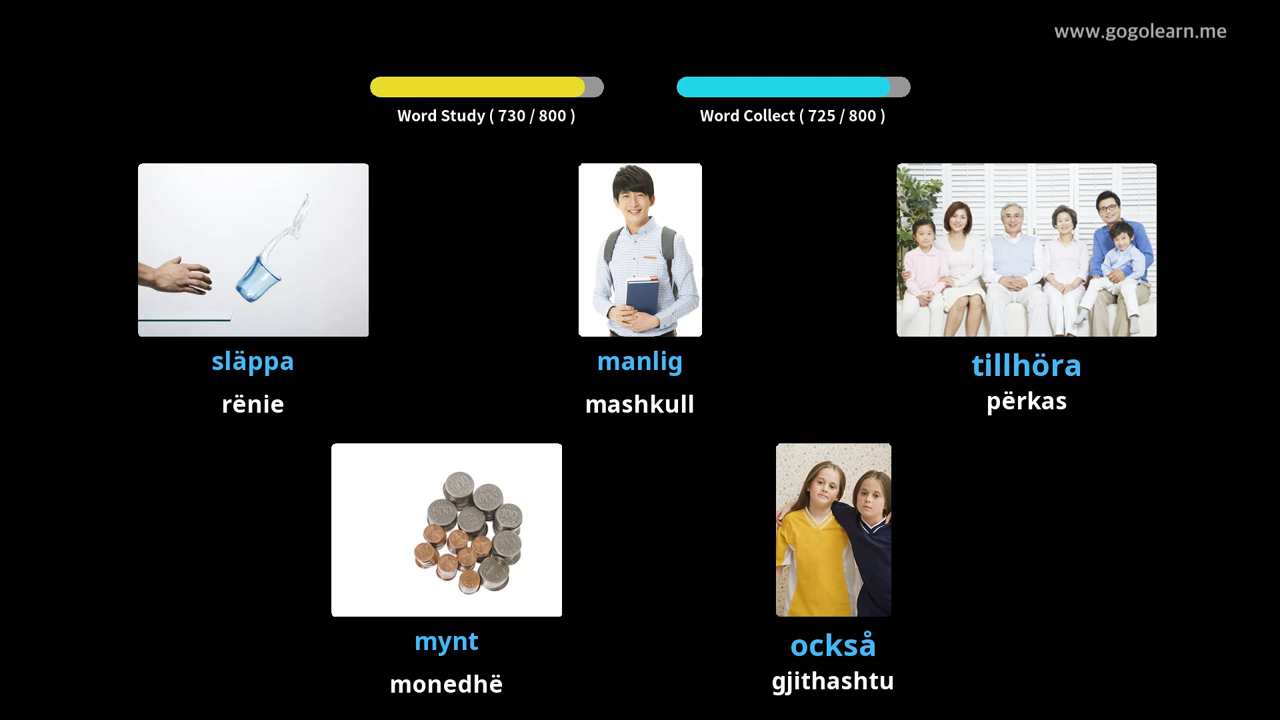 www.gogolearn.me
Word Study ( 730 / 800 )
Word Collect ( 725 / 800 )
släppa
rënie
manlig
mashkull
tillhöra
përkas
mynt
monedhë
också
gjithashtu